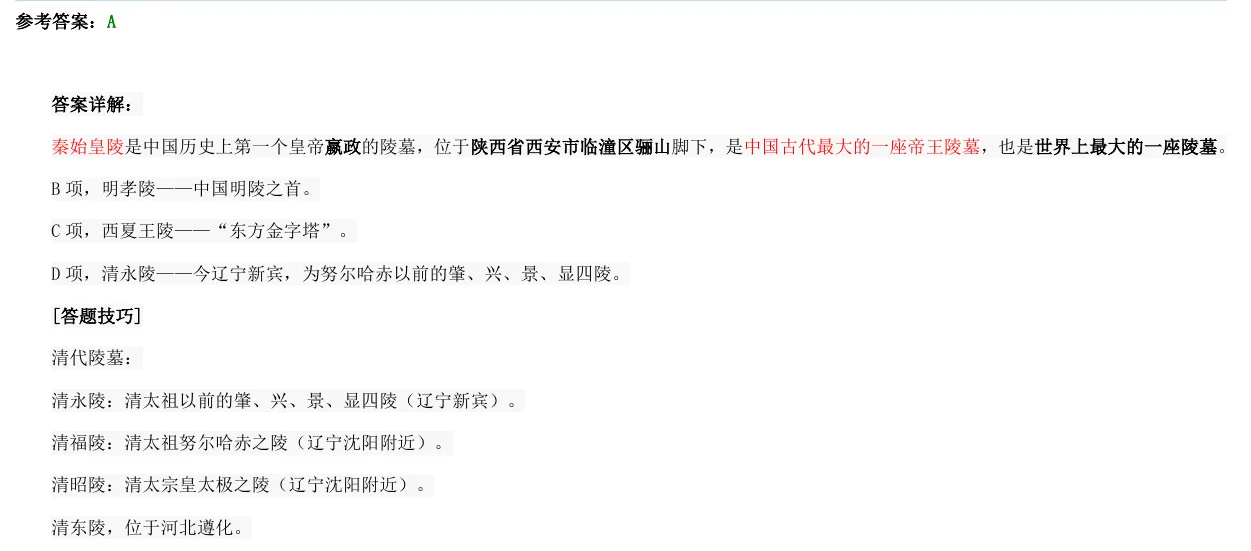 参考答案：A
答案详解：
秦始皇陵是中国历史上第一个皇帝嬴政的陵墓，位于陕西省西安市临潼区骊山脚下，是中国古代最大的一座帝王陵墓，也是世界上最大的一座陵墓。
B 项，明孝陵——中国明陵之首。
C 项，西夏王陵——“东方金字塔”。
D 项，清永陵——今辽宁新宾，为努尔哈赤以前的肇、兴、景、显四陵。
[答题技巧]
清代陵墓：
清永陵：清太祖以前的肇、兴、景、显四陵（辽宁新宾）。
清福陵：清太祖努尔哈赤之陵（辽宁沈阳附近）。
清昭陵：清太宗皇太极之陵（辽宁沈阳附近）。
清东陵，位于河北遵化。